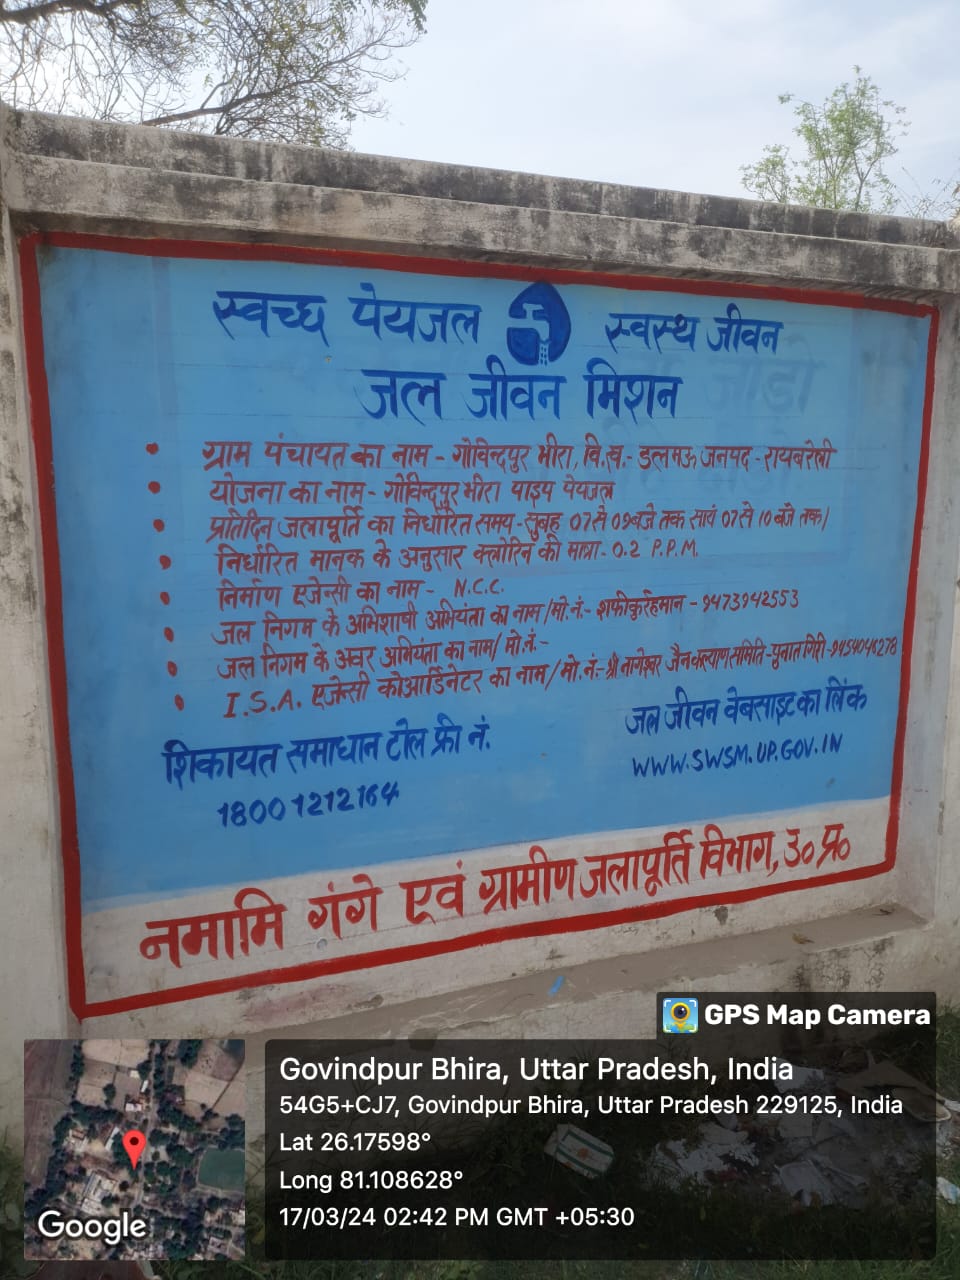 स्वच्छ पेयजल स्वस्थ जीवन
जल जीवन मिशन
• ग्राम पंचायत का नाम - गोविन्दपुर भीरा, वि.ख.- डलमऊ जनपद - रायबरेली
• योजना का नाम - गोविन्दपुर भीरा पाइप पेयजल
• प्रतिदिन जलापूर्ति का निर्धारित समय - सुबह 07 से 09 बजे तक सायं 07 से 10 बजे तक/
• निर्धारित मानक के अनुसार क्लोरिन की मात्रा - 0.2 P.P.M.
• निर्माण एजेन्सी का नाम - N.C.C.
• जल निगम के अभिशाषी अभियंता का नाम/मो.नं.- शफीकुर्रहमान - 9473942553
• जल निगम के अवर अभियंता का नाम/ मो.नं.-
• I.S.A. एजेन्सी कोआर्डिनेटर का नाम/ मो.नं.- श्री नागेश्वर जैन कल्याण समिति - पुनात गिरी - 9454046278
शिकायत समाधान टोल फ्री नं.
18001212164
जल जीवन वेबसाइट का लिंक
WWW.SWSM.UP.GOV.IN
नमामि गंगे एवं ग्रामीण जलापूर्ति विभाग, उ० प्र०
GPS Map Camera
Govindpur Bhira, Uttar Pradesh, India
54G5+CJ7, Govindpur Bhira, Uttar Pradesh 229125, India
Lat 26.17598°
Long 81.108628°
17/03/24 02:42 PM GMT +05:30
Google